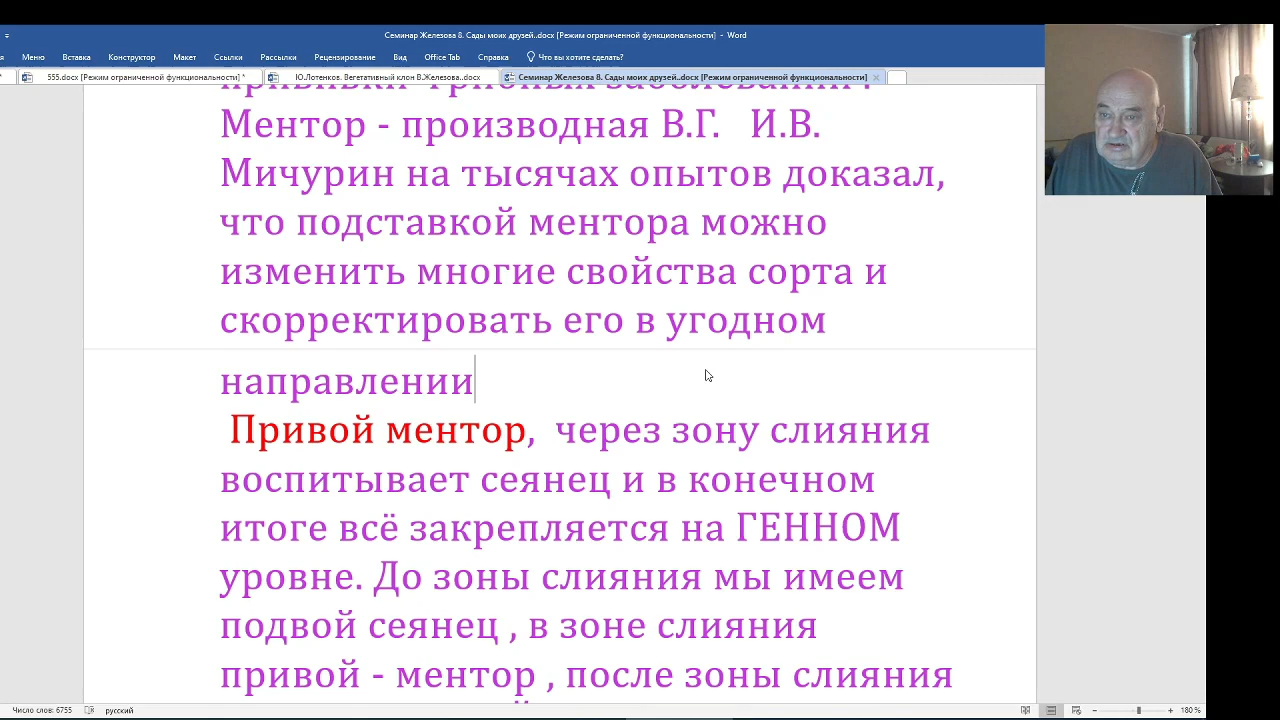 Семинар Железова 8. Сады моих друзей..docx [Режим ограниченной функциональности] - Word
Меню Вставка Конструктор Макет Ссылки Рассылки Рецензирование Вид Office Tab Справка Что вы хотите сделать?
555.docx [Режим ограниченной функциональности] * Ю.Лотенков. Вегетативный клон В.Железова..docx Семинар Железова 8. Сады моих друзей..docx [Режим ограниченной функциональности]
Ментор - производная В.Г. И.В.
Мичурин на тысячах опытов доказал,
что подставкой ментора можно
изменить многие свойства сорта и
скорректировать его в угодном
направлении
Привой ментор, через зону слияния
воспитывает сеянец и в конечном
итоге всё закрепляется на ГЕННОМ
уровне. До зоны слияния мы имеем
подвой сеянец , в зоне слияния
привой - ментор , после зоны слияния
Число слов: 6755 русский 180 %